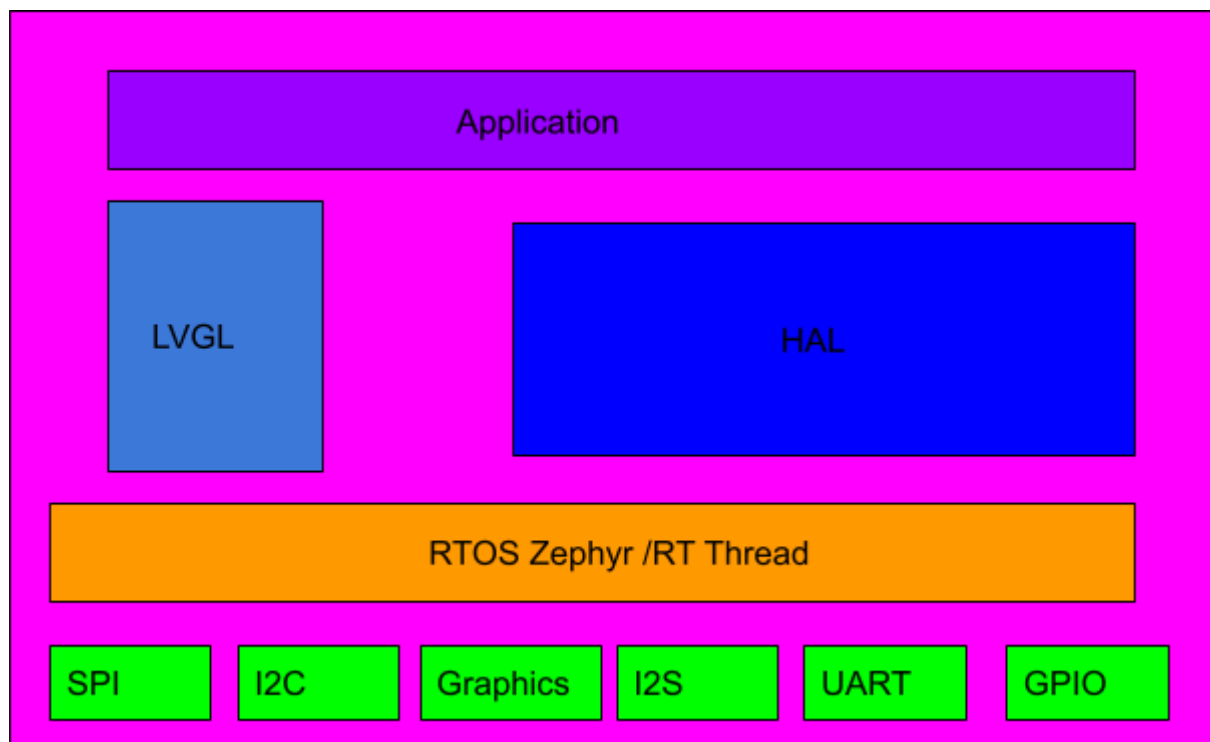 Application
LVGL
HAL
RTOS Zephyr /RT Thread
SPI
I2C
Graphics
I2S
UART
GPIO